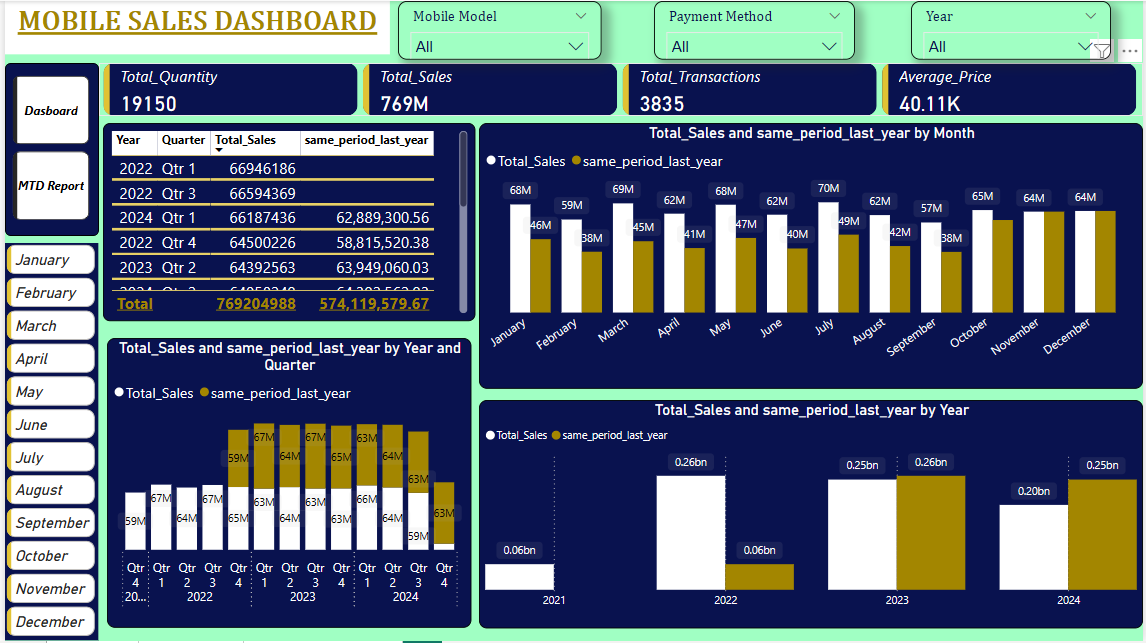 MOBILE SALES DASHBOARD
Mobile Model
All
Payment Method
All
Year
All
Dasboard
MTD Report
January
February
March
April
May
June
July
August
September
October
November
December
Total_Quantity
19150
Total_Sales
769M
Total_Transactions
3835
Average_Price
40.11K
Year Quarter Total_Sales same_period_last_year
2022 Qtr 1 66946186
2022 Qtr 3 66594369
2024 Qtr 1 66187436 62,889,300.56
2022 Qtr 4 64500226 58,815,520.38
2023 Qtr 2 64392563 63,949,060.03
Total 769204988 574,119,579.67
Total_Sales and same_period_last_year by Month
Total_Sales same_period_last_year
68M 59M 69M 62M 68M 62M 70M 62M 57M 65M 64M 64M
46M 38M 45M 41M 47M 40M 49M 42M 38M
January February March April May June July August September October November December
Total_Sales and same_period_last_year by Year and
Quarter
Total_Sales same_period_last_year
59M 67M 64M 67M 65M 63M 64M 63M 63M 66M 64M 59M
59M 67M 64M 67M 65M 63M 64M 63M 63M
Qtr Qtr Qtr Qtr Qtr Qtr Qtr Qtr Qtr Qtr Qtr Qtr Qtr
4 1 2 3 4 1 2 3 4 1 2 3 4
20... 2022 2023 2024
Total_Sales and same_period_last_year by Year
Total_Sales same_period_last_year
0.06bn 0.26bn 0.06bn 0.25bn 0.26bn 0.20bn 0.25bn
2021 2022 2023 2024